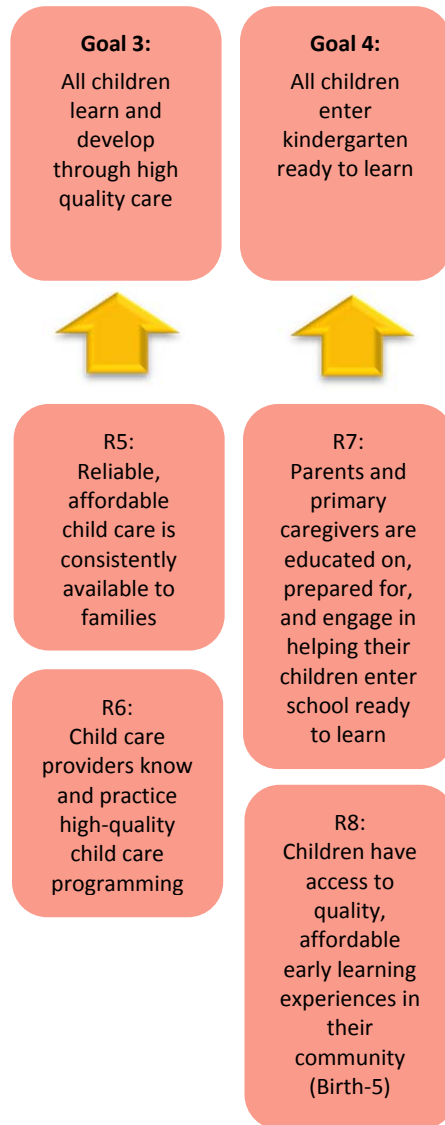 Goal 3:
All children
learn and
develop
through high
quality care
Goal 4:
All children
enter
kindergarten
ready to learn
R5:
Reliable,
affordable
child care is
consistently
available to
families
R6:
Child care
providers know
and practice
high-quality
child care
programming
R7:
Parents and
primary
caregivers are
educated on,
prepared for,
and engage in
helping their
children enter
school ready
to learn
R8:
Children have
access to
quality,
affordable
early learning
experiences in
their
community
(Birth-5)